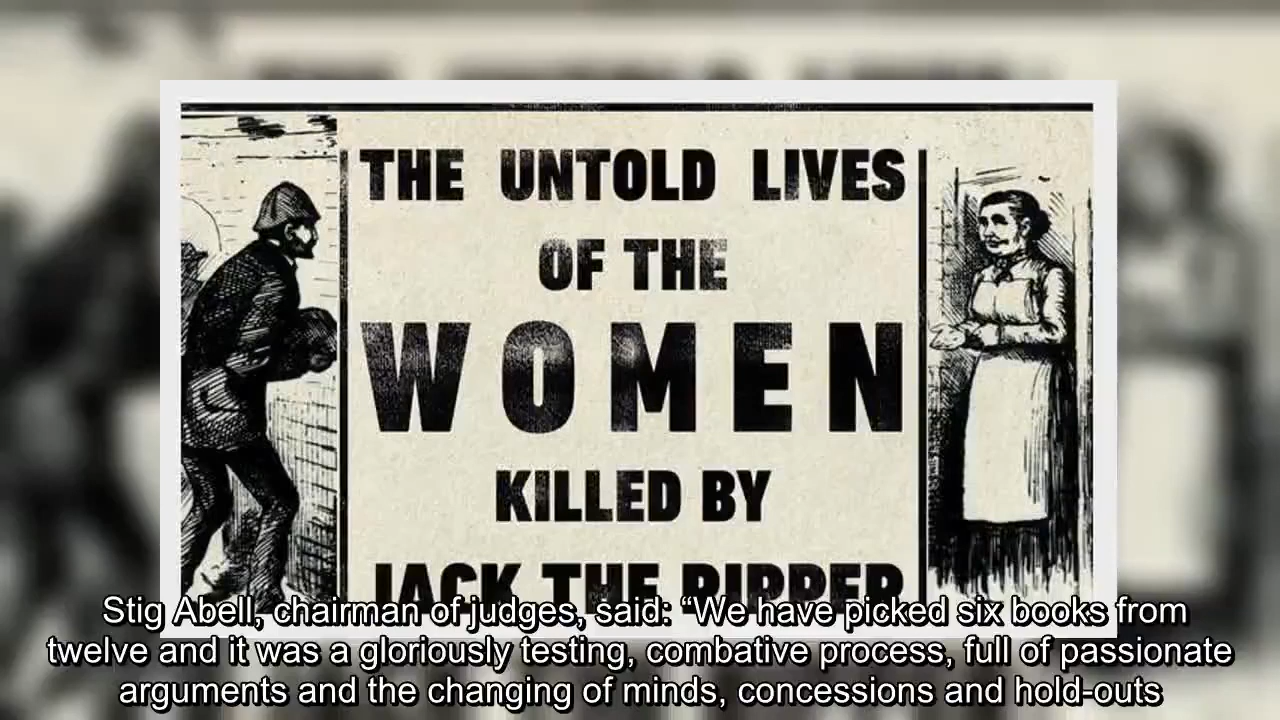 THE UNTOLD LIVES
OF THE
WOMEN
KILLED BY
JACK THE RIPPER
Stig Abell, chairman of judges, said: “We have picked six books from
twelve and it was a gloriously testing, combative process, full of passionate
arguments and the changing of minds, concessions and hold-outs